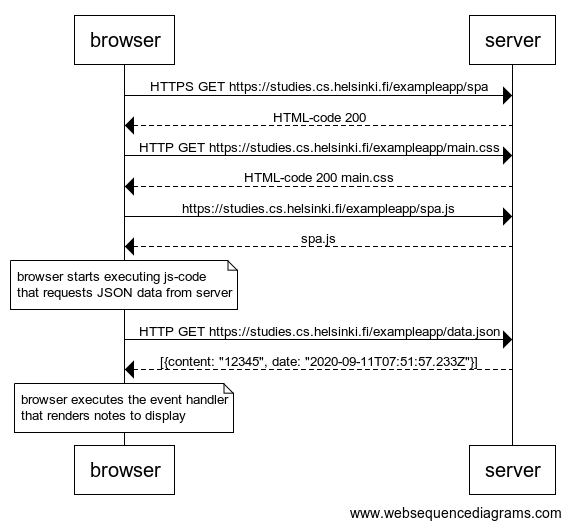 browser
server
HTTPS GET https://studies.cs.helsinki.fi/exampleapp/spa
HTML-code 200
HTTP GET https://studies.cs.helsinki.fi/exampleapp/main.css
HTML-code 200 main.css
https://studies.cs.helsinki.fi/exampleapp/spa.js
spa.js
browser starts executing js-code
that requests JSON data from server
HTTP GET https://studies.cs.helsinki.fi/exampleapp/data.json
[{content: "12345", date: "2020-09-11T07:51:57.233Z"}]
browser executes the event handler
that renders notes to display
browser
server
www.websequencediagrams.com